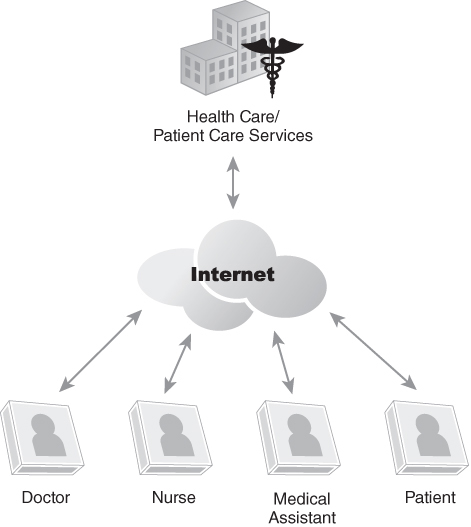 Health Care/
Patient Care Services
Internet
Doctor
Nurse
Medical
Assistant
Patient